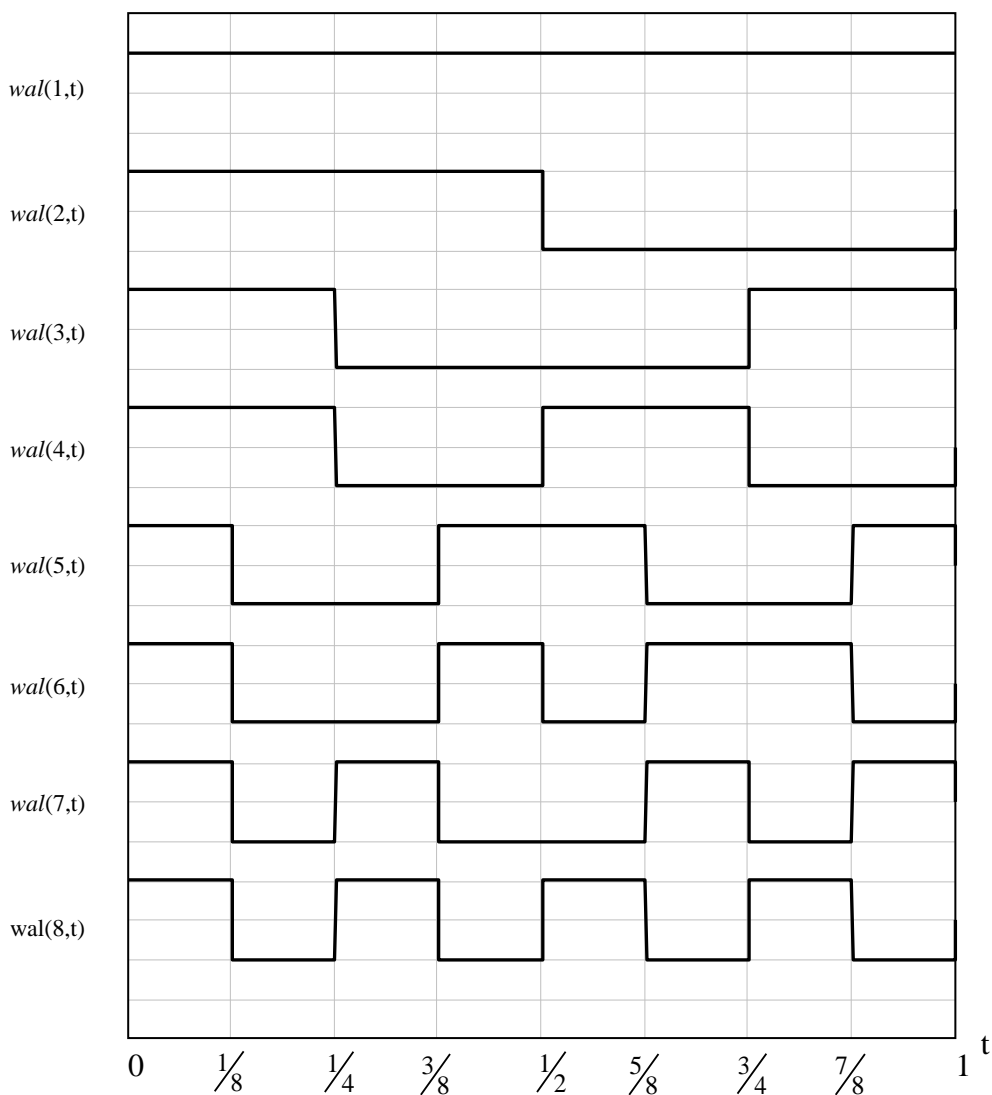 wal(1,t)
wal(2,t)
wal(3,t)
wal(4,t)
wal(5,t)
wal(6,t)
wal(7,t)
wal(8,t)
t
0 1/8 1/4 3/8 1/2 5/8 3/4 7/8 1